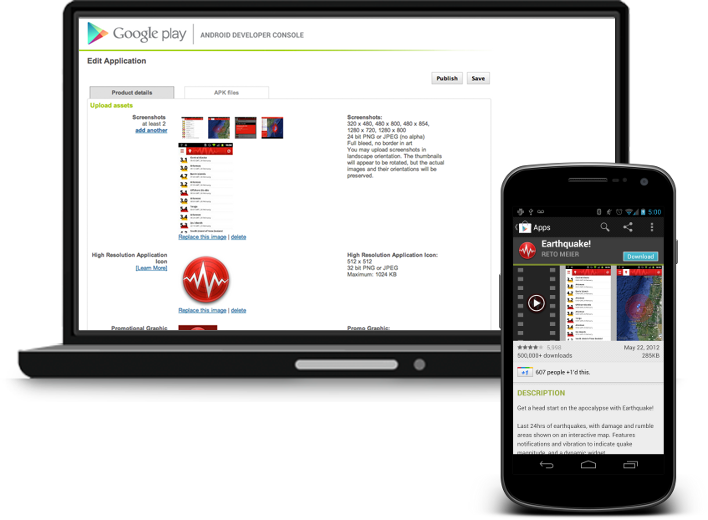 Google play | ANDROID DEVELOPER CONSOLE
Edit Application
Publish Save
Product details APK files
Upload assets
Screenshots
at least 2
add another
Screenshots:
320 x 480, 480 x 800, 480 x 854,
1280 x 720, 1280 x 800
24 bit PNG or JPEG (no alpha)
Full bleed, no border in art
You may upload screenshots in
landscape orientation. The thumbnails
will appear to be rotated, but the actual
images and their orientations will be
preserved.
Replace this image | delete
High Resolution Application
Icon
[Learn More]
High Resolution Application Icon:
512 x 512
32 bit PNG or JPEG
Maximum: 1024 KB
Replace this image | delete
Promotional Graphic
Promo Graphic:
5:00
Apps
Earthquake!
RETO MEIER
Download
May 22, 2012
500,000+ downloads 285KB
+1 607 people +1'd this.
DESCRIPTION
Get a head start on the apocalypse with Earthquake!
Last 24hrs of earthquakes, with damage and rumble
areas shown on an interactive map. Features
notifications and vibration to indicate quake
magnitude, and a dynamic widget